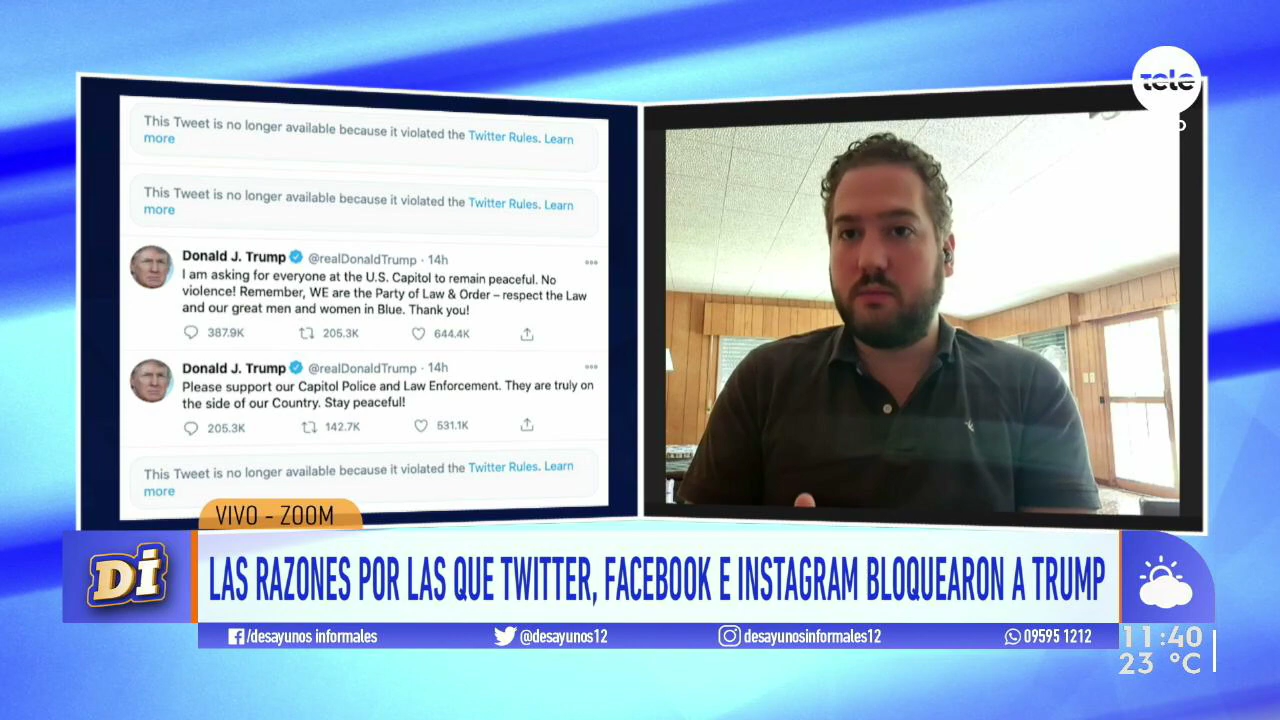 tele
This Tweet is no longer available because it violated the Twitter Rules. Learn
more
This Tweet is no longer available because it violated the Twitter Rules. Learn
more
Donald J. Trump @realDonaldTrump · 14h
I am asking for everyone at the U.S. Capitol to remain peaceful. No
violence! Remember, WE are the Party of Law & Order – respect the Law
and our great men and women in Blue. Thank you!
387.9K 205.3K 644.4K
Donald J. Trump @realDonaldTrump · 14h
Please support our Capitol Police and Law Enforcement. They are truly on
the side of our Country. Stay peaceful!
205.3K 142.7K 531.1K
This Tweet is no longer available because it violated the Twitter Rules. Learn
more
VIVO - ZOOM
Di
LAS RAZONES POR LAS QUE TWITTER, FACEBOOK E INSTAGRAM BLOQUEARON A TRUMP
/desayunos informales @desayunos12 desayunosinformales12 09595 1212
11:40
23 °C